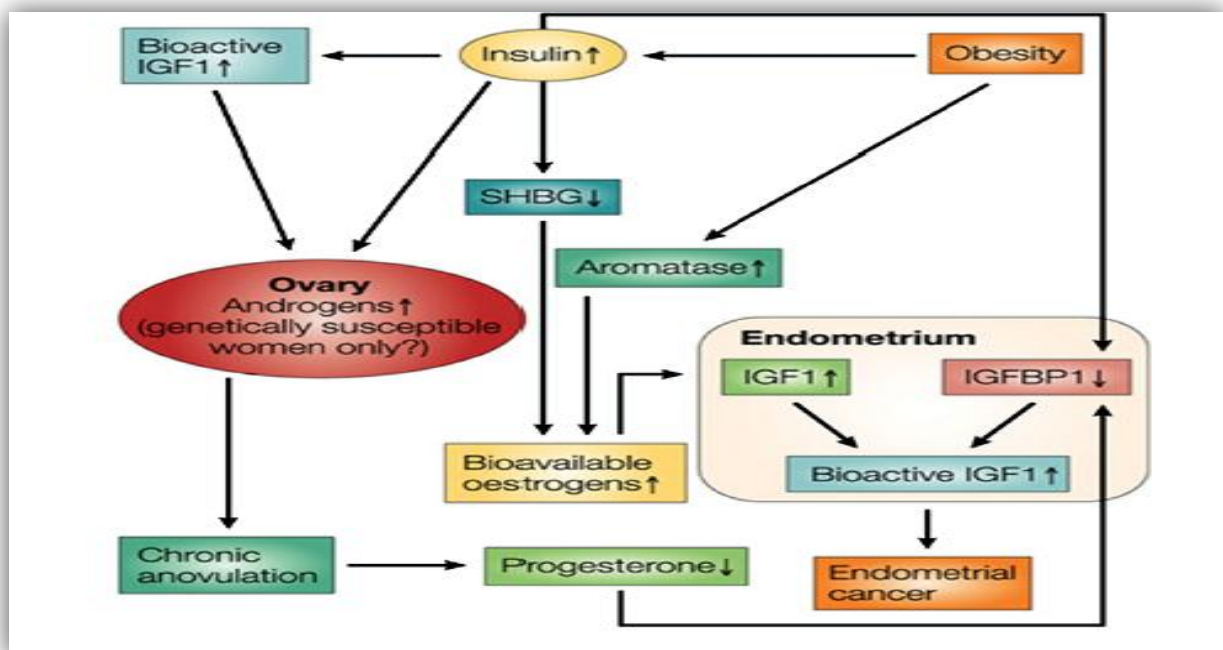 Bioactive
IGF1↑
Insulin↑
Obesity
SHBG↓
Aromatase↑
Ovary
Androgens↑
(genetically susceptible
women only?)
Endometrium
IGF1↑
IGFBP1↓
Bioavailable
oestrogens↑
Bioactive IGF1↑
Chronic
anovulation
Progesterone↓
Endometrial
cancer